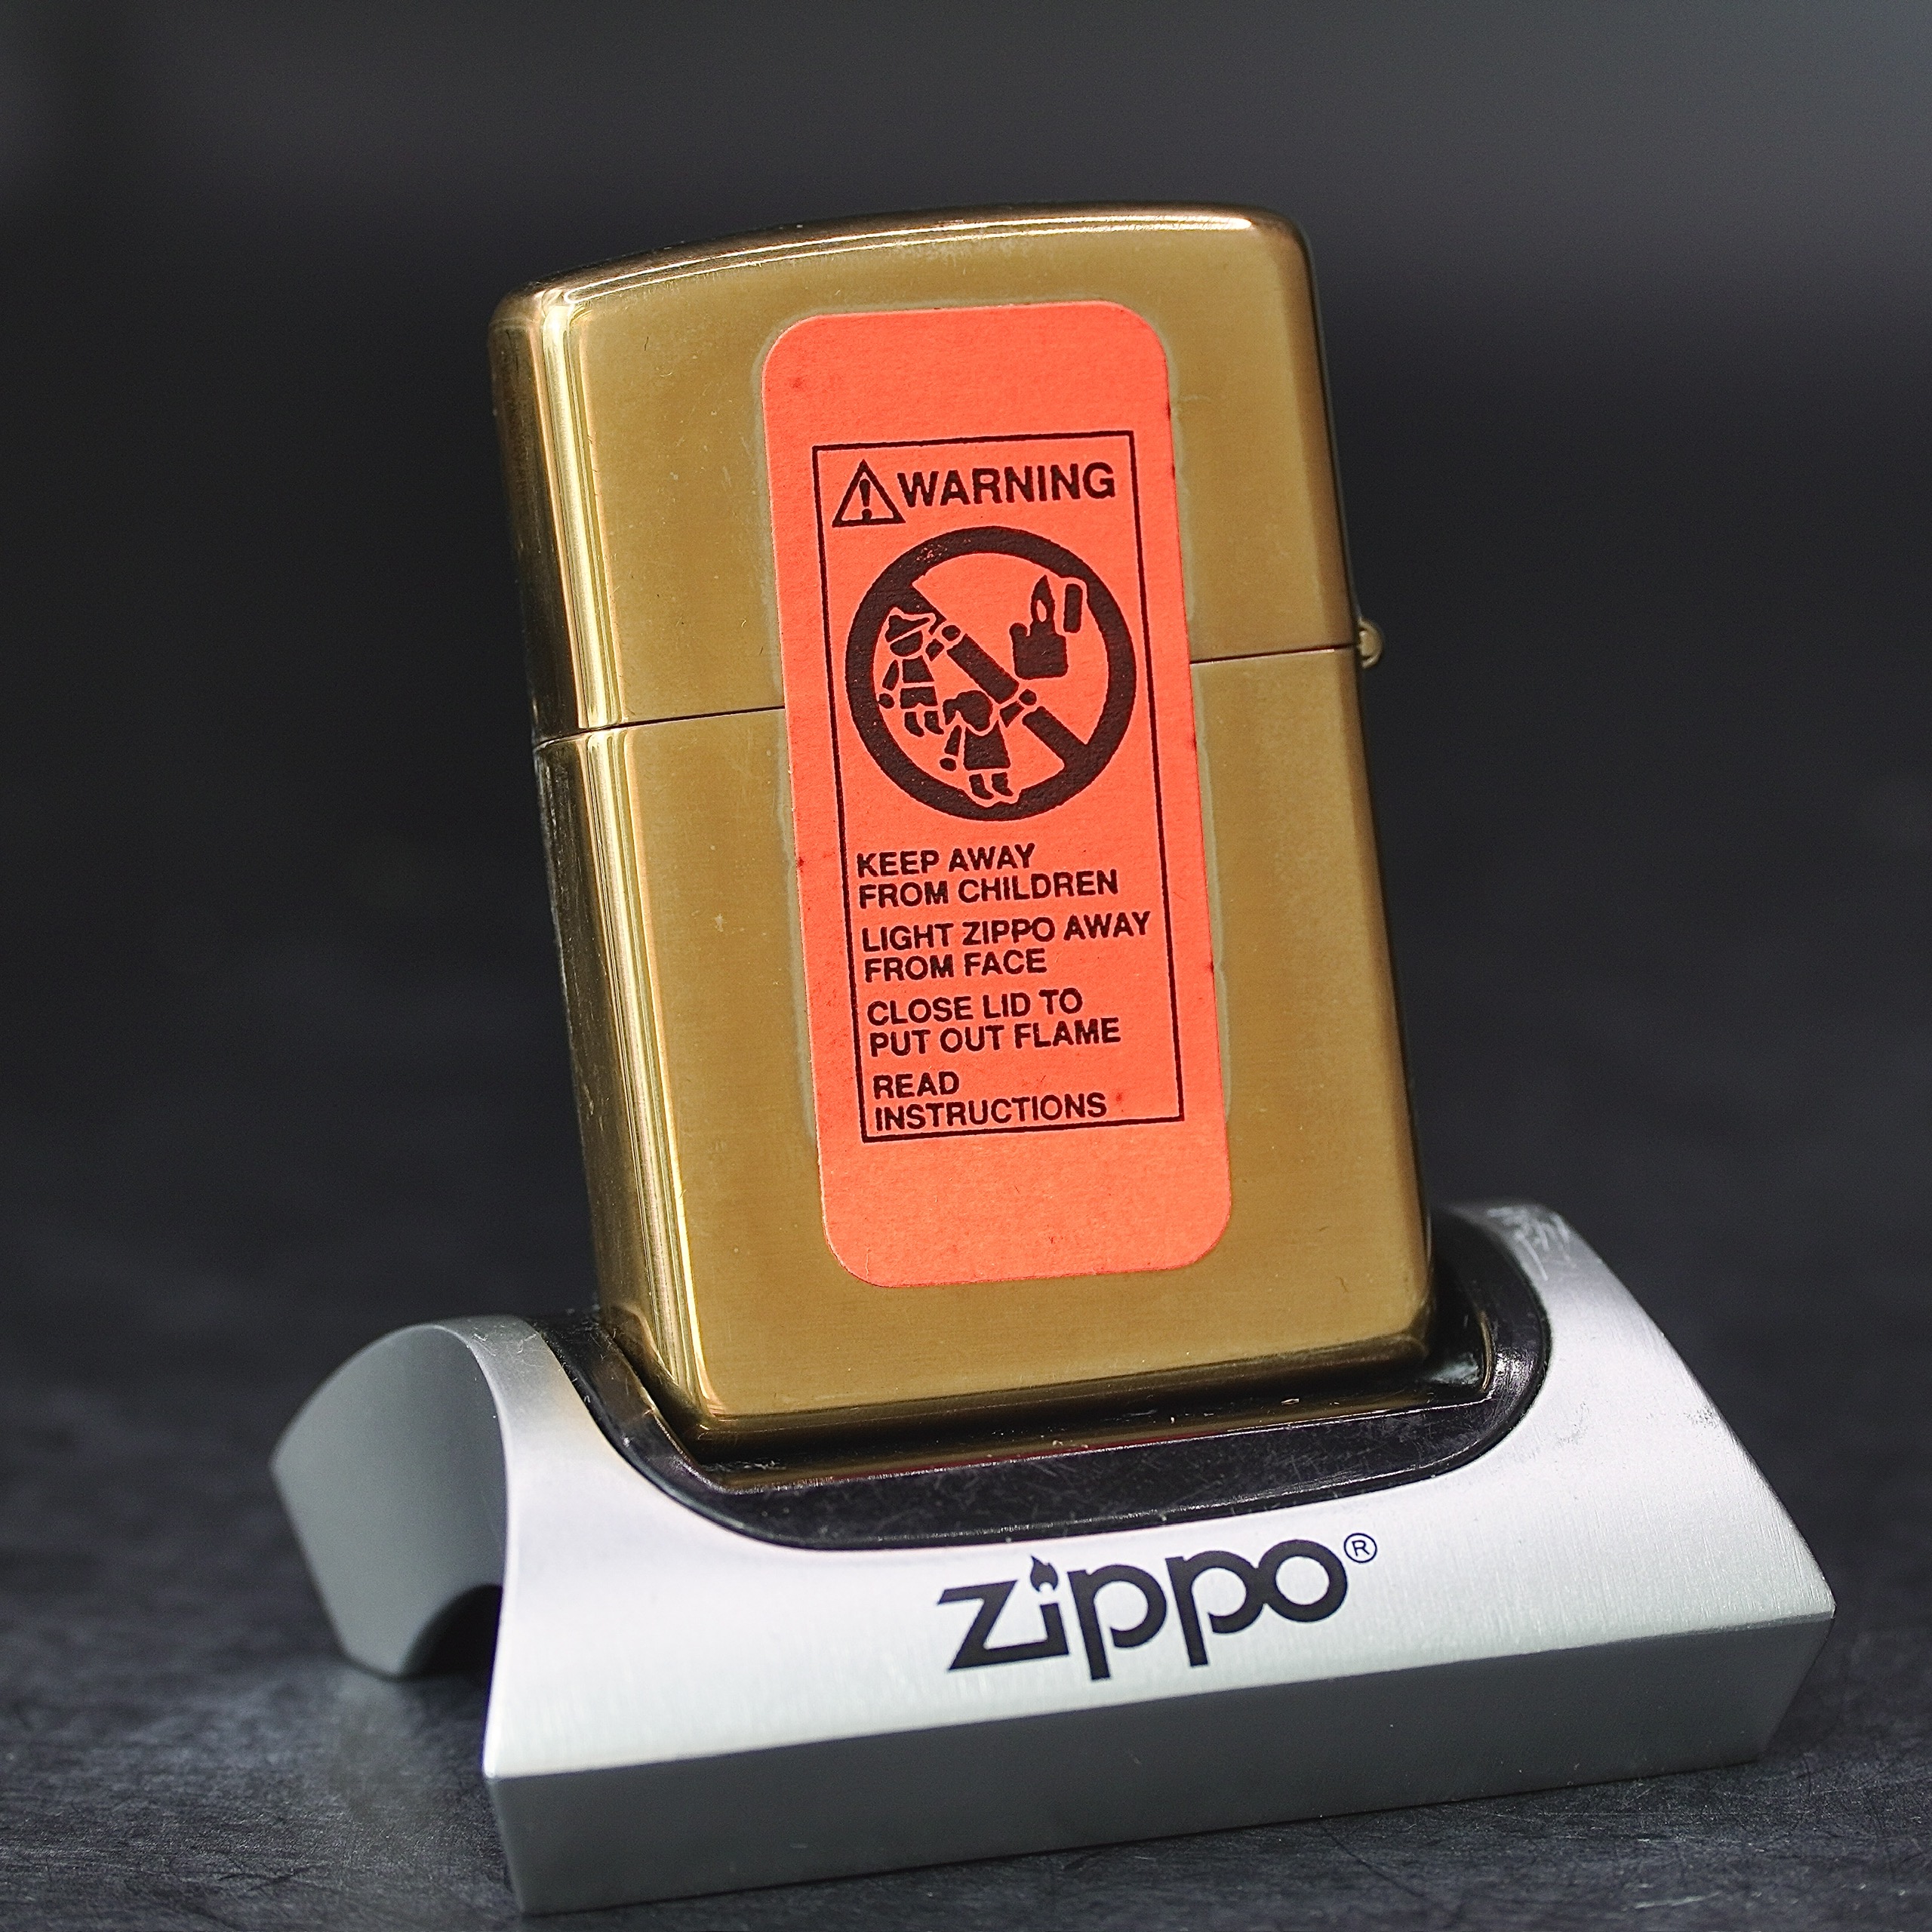 WARNING
KEEP AWAY
FROM CHILDREN
LIGHT ZIPPO AWAY
FROM FACE
CLOSE LID TO
PUT OUT FLAME
READ
INSTRUCTIONS
zippo®